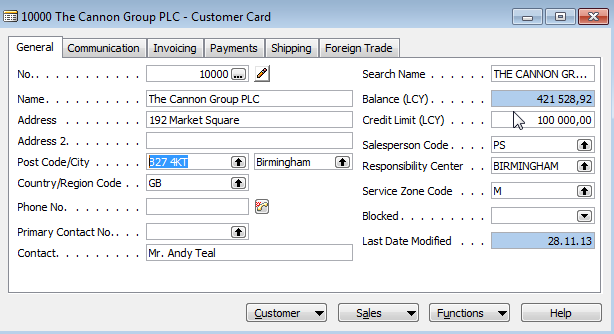 10000 The Cannon Group PLC - Customer Card
General Communication Invoicing Payments Shipping Foreign Trade
No. . . . . . . . . . . . . 10000 ...
Name . . . . . . . . . . . The Cannon Group PLC
Address . . . . . . . . . . 192 Market Square
Address 2. . . . . . . . . .
Post Code/City . . . . . . B27 4KT Birmingham
Country/Region Code . . GB
Phone No. . . . . . . . . .
Primary Contact No. . . .
Contact. . . . . . . . . . . Mr. Andy Teal
Search Name . . . . . . THE CANNON GR...
Balance (LCY) . . . . . . 421 528,92
Credit Limit (LCY) . . . . 100 000,00
Salesperson Code . . . . PS
Responsibility Center . . BIRMINGHAM
Service Zone Code . . . M
Blocked . . . . . . . . . .
Last Date Modified . . . 28.11.13
Customer Sales Functions Help